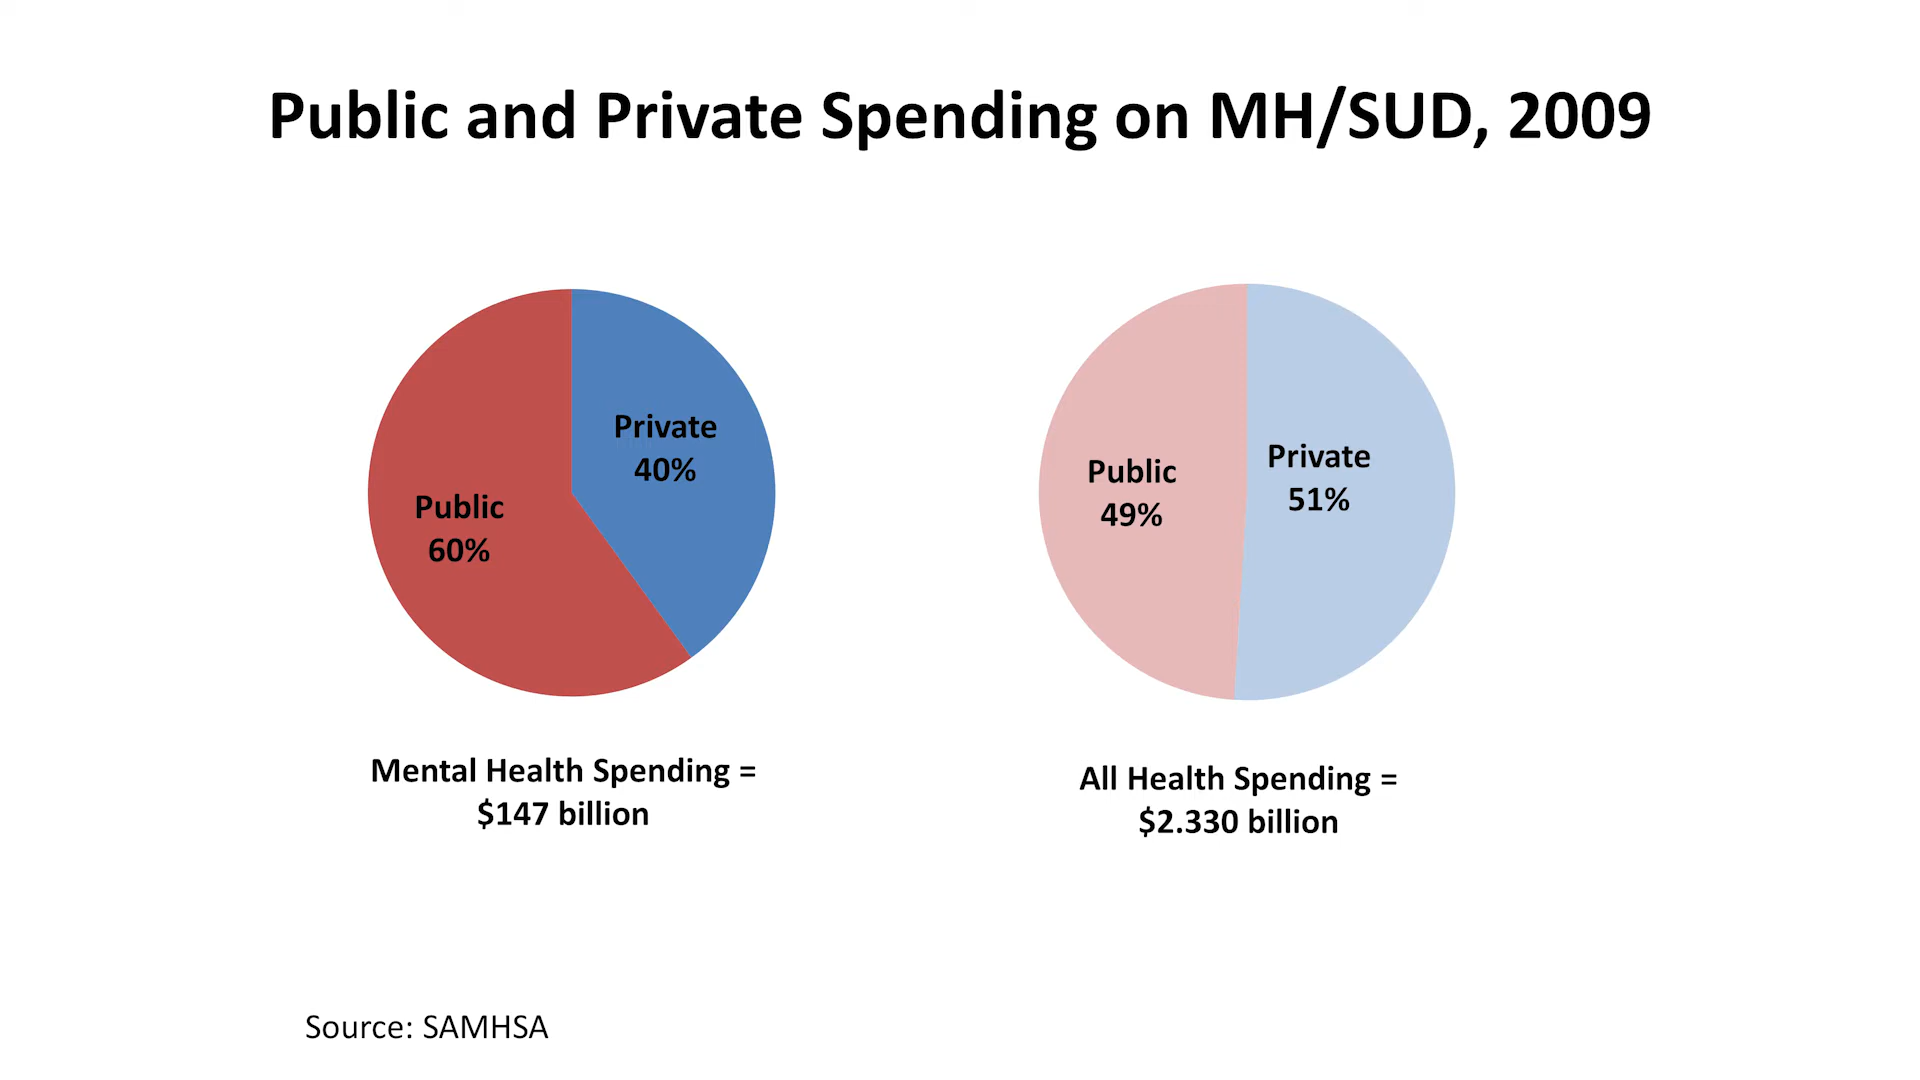 Public and Private Spending on MH/SUD, 2009
Private
40%
Public
60%
Mental Health Spending =
$147 billion
Public
49%
Private
51%
All Health Spending =
$2.330 billion
Source: SAMHSA